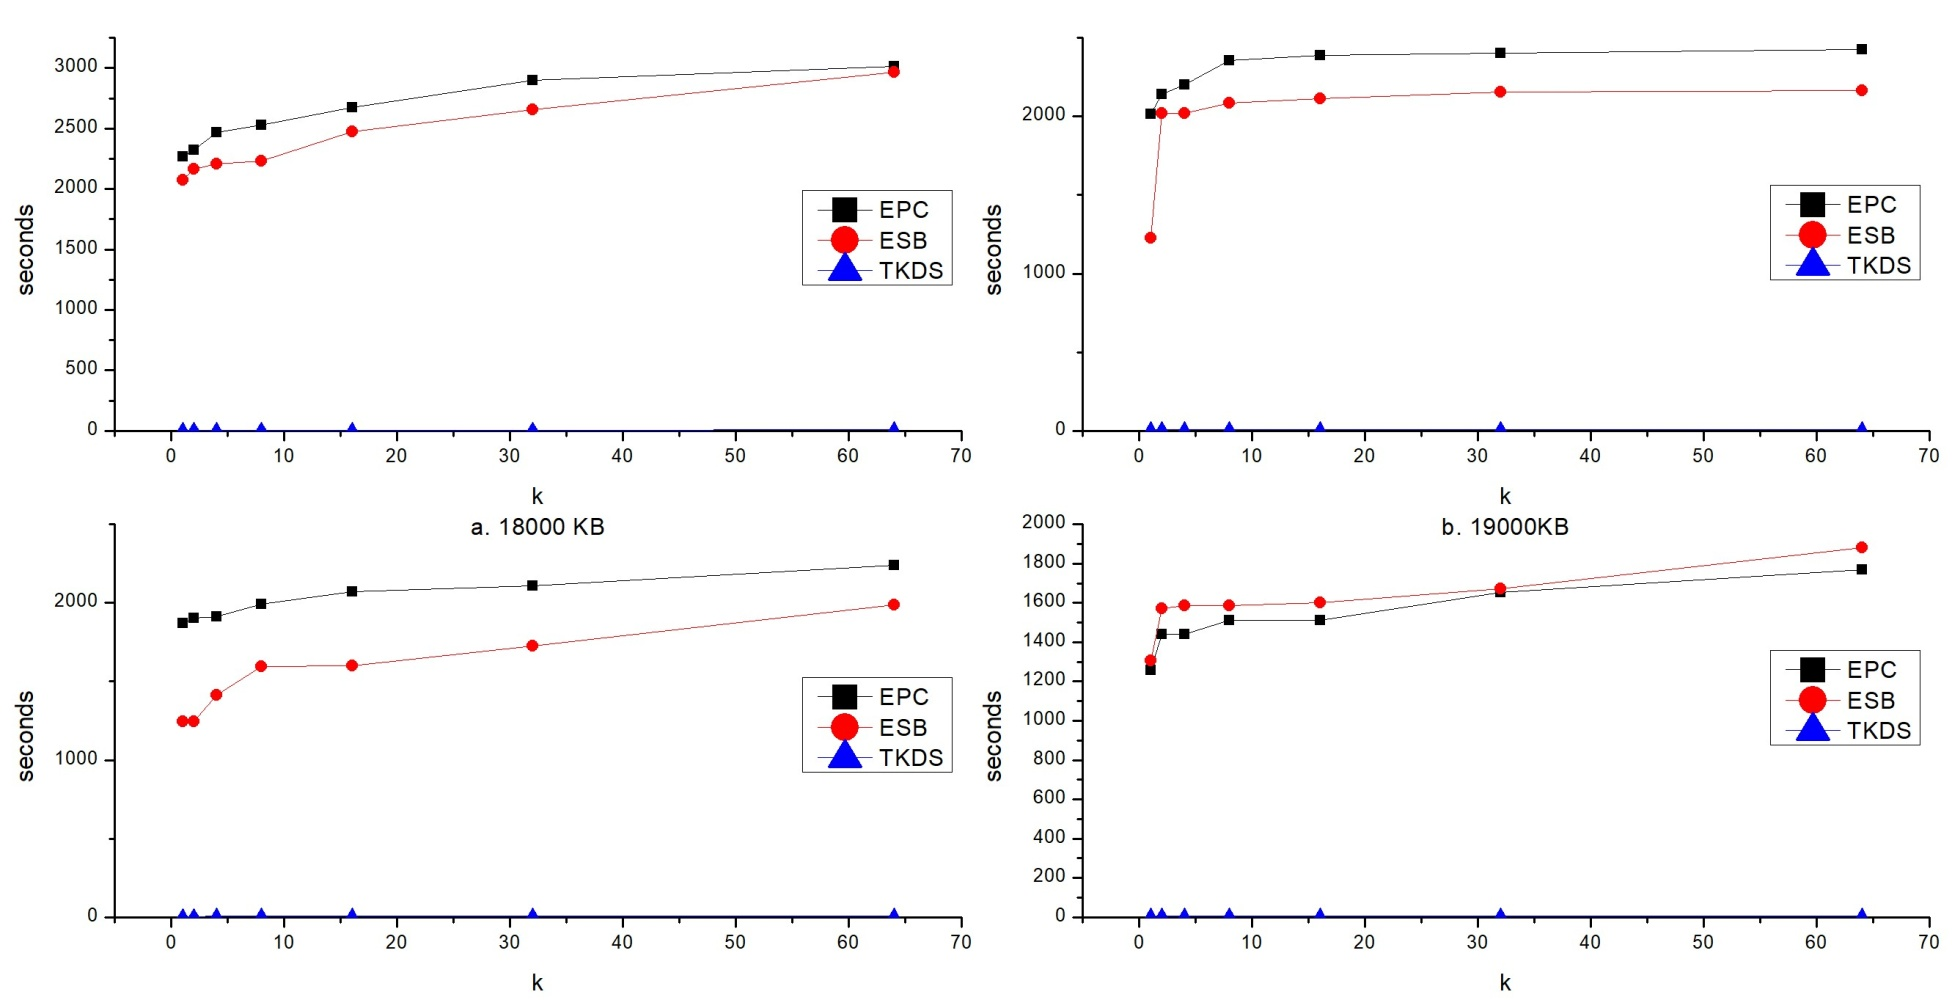 3000
2500
2000
1500
1000
500
0
seconds
EPC
ESB
TKDS
0 10 20 30 40 50 60 70
k
a. 18000 KB
2000
1000
0
seconds
EPC
ESB
TKDS
0 10 20 30 40 50 60 70
k
b. 19000KB
2000
1000
0
seconds
EPC
ESB
TKDS
0 10 20 30 40 50 60 70
k
2000
1800
1600
1400
1200
1000
800
600
400
200
0
seconds
EPC
ESB
TKDS
0 10 20 30 40 50 60 70
k